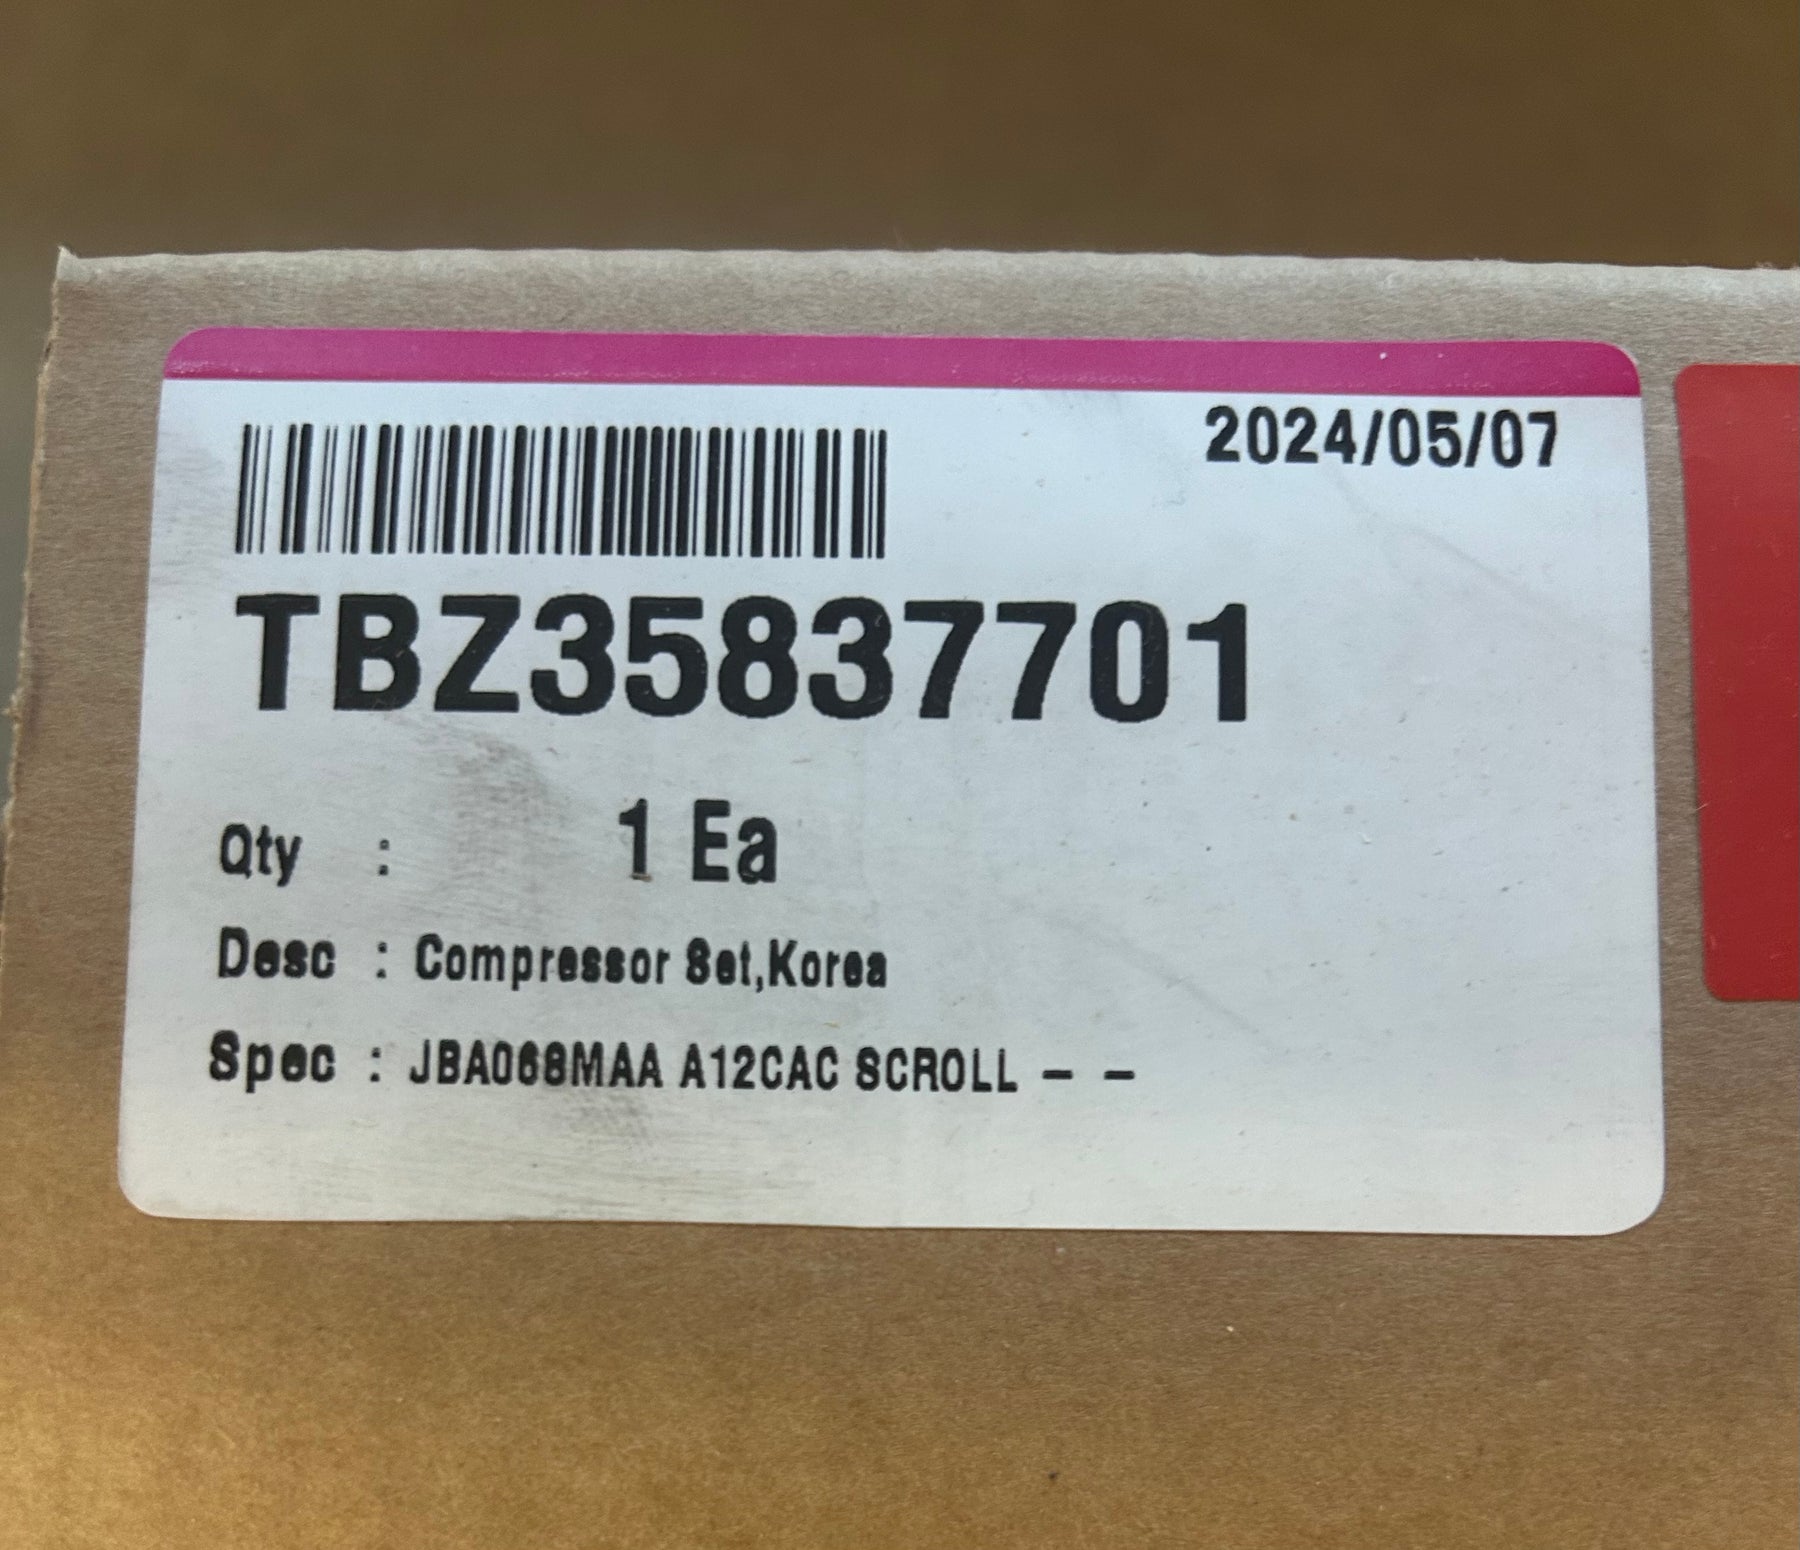 2024/05/07
TBZ35837701
Qty : 1 Ea
Desc : Compressor Set,Korea
Spec : JBA068MAA A12CAC SCROLL - -